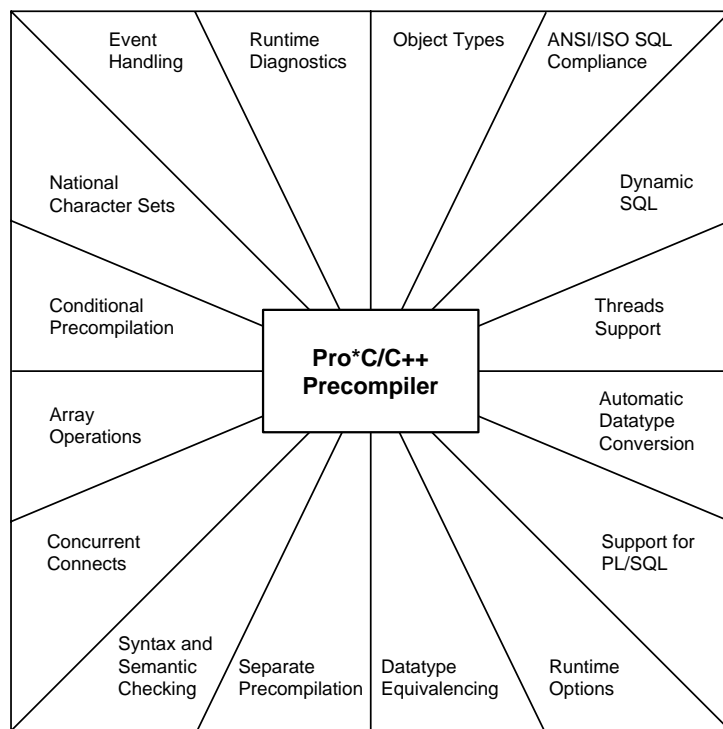 Event
Handling
Runtime
Diagnostics
Object Types
ANSI/ISO SQL
Compliance
National
Character Sets
Dynamic
SQL
Conditional
Precompilation
Threads
Support
Pro*C/C++
Precompiler
Array
Operations
Automatic
Datatype
Conversion
Concurrent
Connects
Support for
PL/SQL
Syntax and
Semantic
Checking
Separate
Precompilation
Datatype
Equivalencing
Runtime
Options